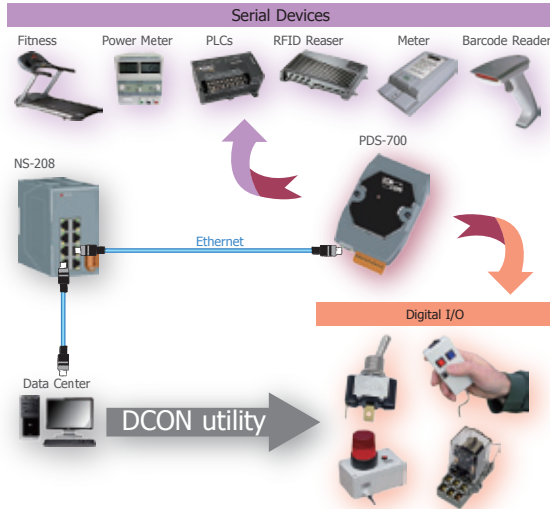 Serial Devices
Fitness
Power Meter
PLCs
RFID Reaser
Meter
Barcode Reader
PDS-700
NS-208
Ethernet
Digital I/O
Data Center
DCON utility